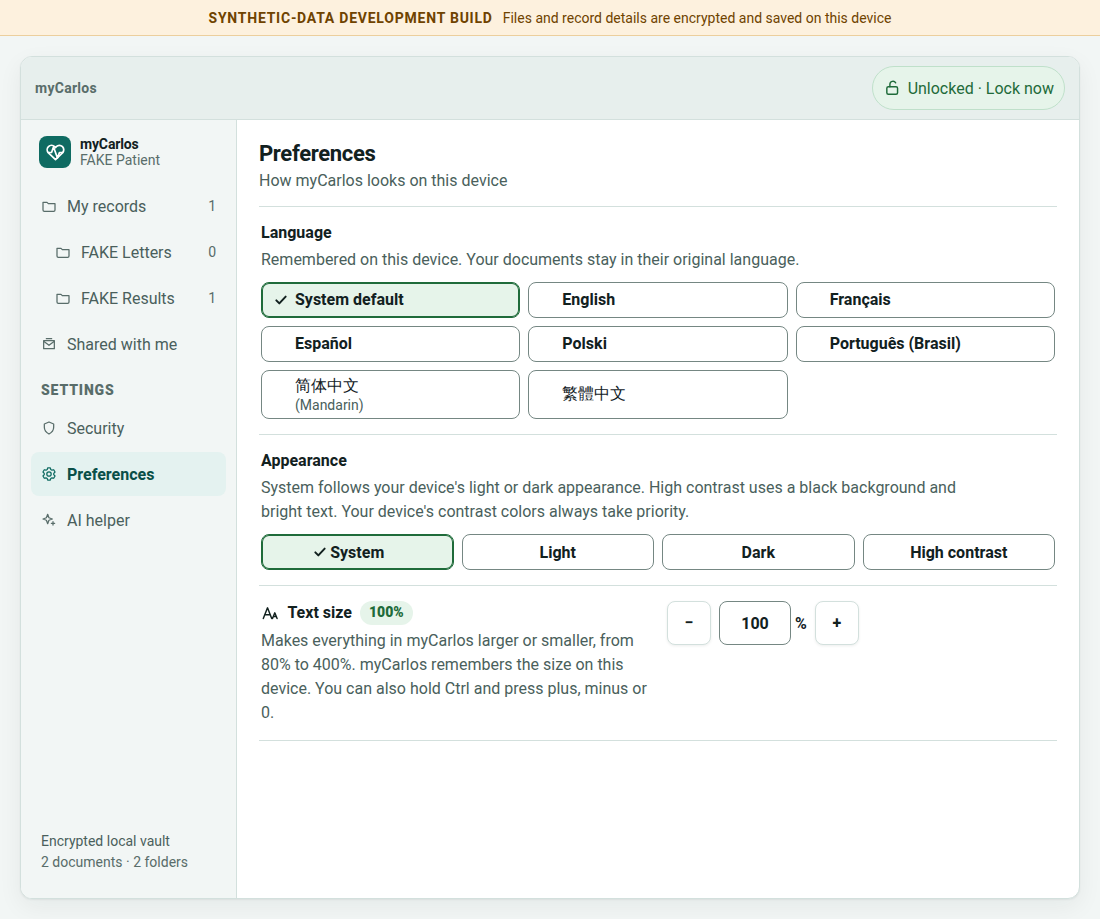 SYNTHETIC-DATA DEVELOPMENT BUILD Files and record details are encrypted and saved on this device
myCarlos
Unlocked · Lock now
myCarlos
FAKE Patient
My records 1
FAKE Letters 0
FAKE Results 1
Shared with me
SETTINGS
Security
Preferences
AI helper
Encrypted local vault
2 documents · 2 folders
Preferences
How myCarlos looks on this device
Language
Remembered on this device. Your documents stay in their original language.
System default English Français
Español Polski Português (Brasil)
简体中文
(Mandarin)
繁體中文
Appearance
System follows your device's light or dark appearance. High contrast uses a black background and
bright text. Your device's contrast colors always take priority.
System Light Dark High contrast
Text size 100%
Makes everything in myCarlos larger or smaller, from
80% to 400%. myCarlos remembers the size on this
device. You can also hold Ctrl and press plus, minus or
0.
− 100 % +